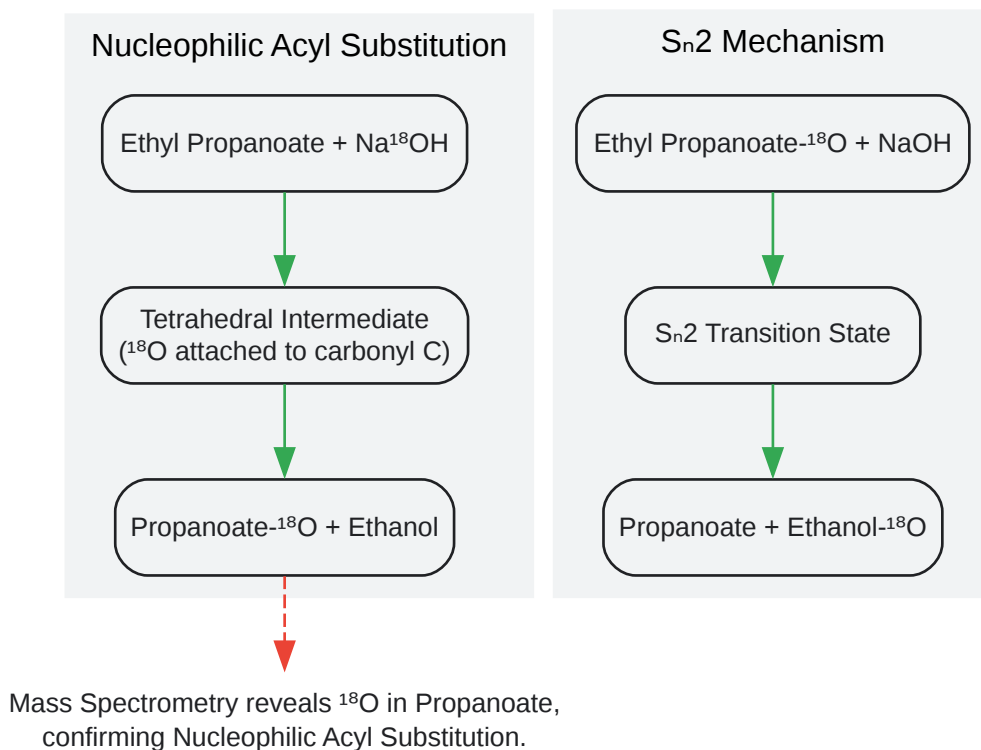 Nucleophilic Acyl Substitution
Ethyl Propanoate + Na¹⁸OH
Tetrahedral Intermediate
(¹⁸O attached to carbonyl C)
Propanoate-¹⁸O + Ethanol
Mass Spectrometry reveals ¹⁸O in Propanoate,
confirming Nucleophilic Acyl Substitution.
Sₙ2 Mechanism
Ethyl Propanoate-¹⁸O + NaOH
Sₙ2 Transition State
Propanoate + Ethanol-¹⁸O